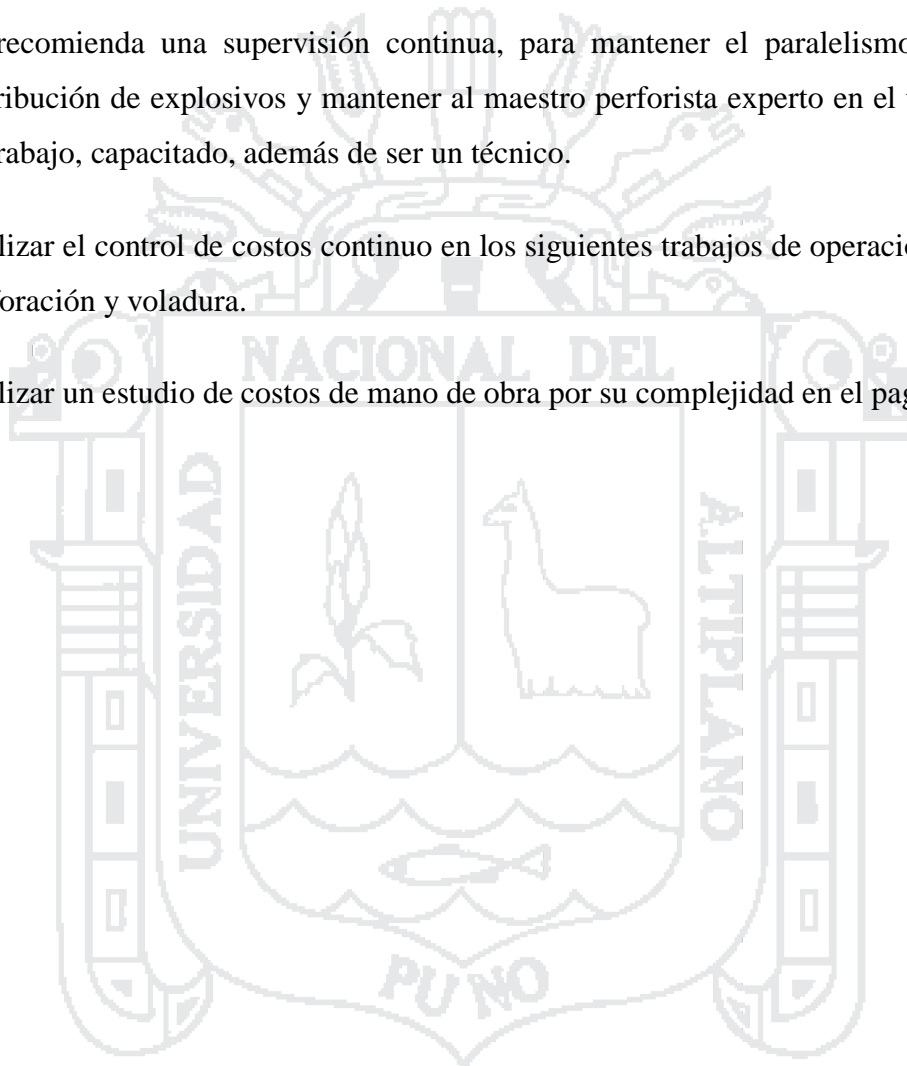 recomienda una supervisión continua, para mantener el paralelismo
ribución de explosivos y mantener al maestro perforista experto en el
rabajo, capacitado, además de ser un técnico.
lizar el control de costos continuo en los siguientes trabajos de operació
foración y voladura.
lizar un estudio de costos de mano de obra por su complejidad en el pag
NACIONAL DEL
UNIVERSIDAD
ALTIPLANO
PUNO